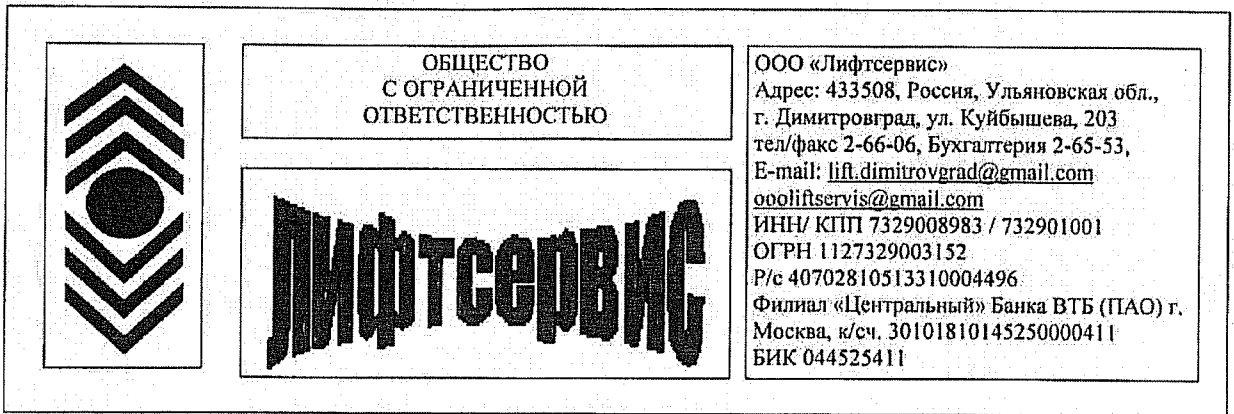 ОБЩЕСТВО
С ОГРАНИЧЕННОЙ
ОТВЕТСТВЕННОСТЬЮ
Лифтсервис
ООО «Лифтсервис»
Адрес: 433508, Россия, Ульяновская обл.,
г. Димитровград, ул. Куйбышева, 203
тел/факс 2-66-06, Бухгалтерия 2-65-53,
E-mail: lift.dimitrovgrad@gmail.com
oooliftservis@gmail.com
ИНН/ КПП 7329008983 / 732901001
ОГРН 1127329003152
Р/с 40702810513310004496
Филиал «Центральный» Банка ВТБ (ПАО) г.
Москва, к/сч. 30101810145250000411
БИК 044525411